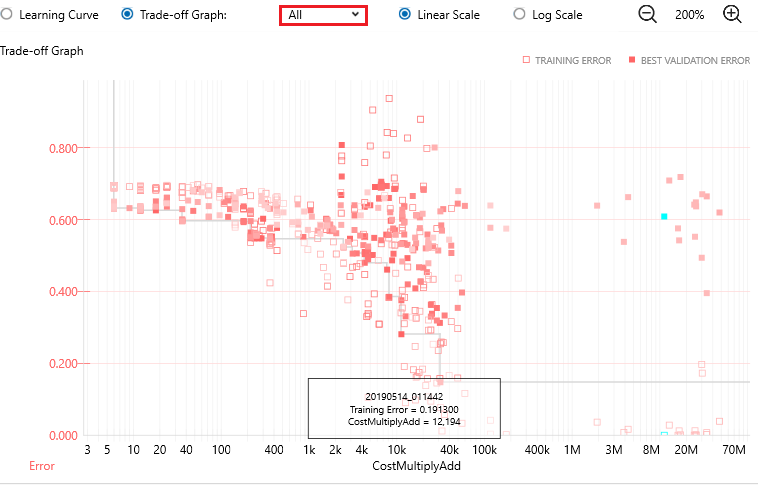 Learning Curve Trade-off Graph: All Linear Scale Log Scale 200%
Trade-off Graph
TRAINING ERROR BEST VALIDATION ERROR
0.800
0.600
0.400
0.200
20190514_011442
Training Error = 0.191300
CostMultiplyAdd = 12,194
0.000
3 5 10 20 40 100 400 1k 2k 4k 10k 40k 100k 400k 1M 2M 8M 20M 70M
Error CostMultiplyAdd